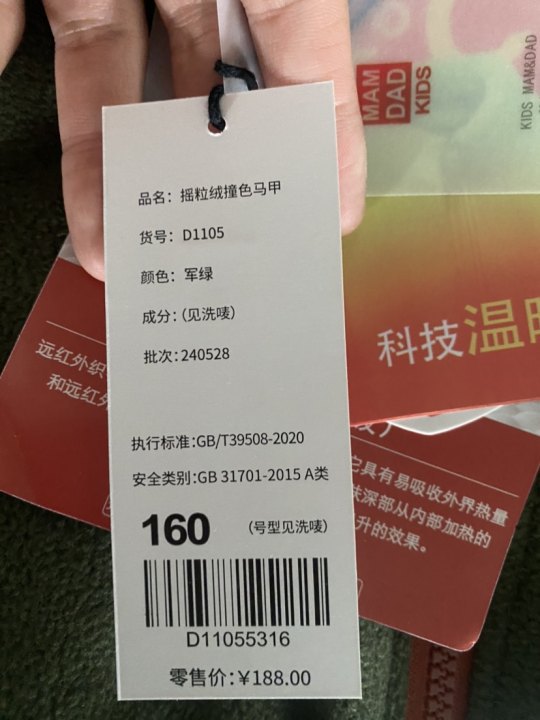 MAM
DAD
KIDS
KIDS MAM&DAD
品名：摇粒绒撞色马甲
货号：D1105
颜色：军绿
成分：（见洗唛）
批次：240528
执行标准：GB/T39508-2020
安全类别：GB 31701-2015 A类
160 （号型见洗唛）
D11055316
零售价：￥188.00
科技温
远红外织
和远红外
它具有易吸收外界热量
肤深部从内部加热的
升的效果。